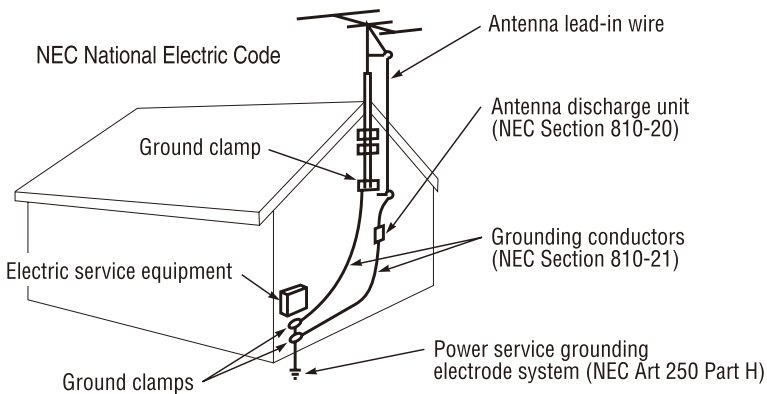 Antenna lead-in wire
NEC National Electric Code
Antenna discharge unit
(NEC Section 810-20)
Ground clamp
Grounding conductors
(NEC Section 810-21)
Electric service equipment
Power service grounding
electrode system (NEC Art 250 Part H)
Ground clamps